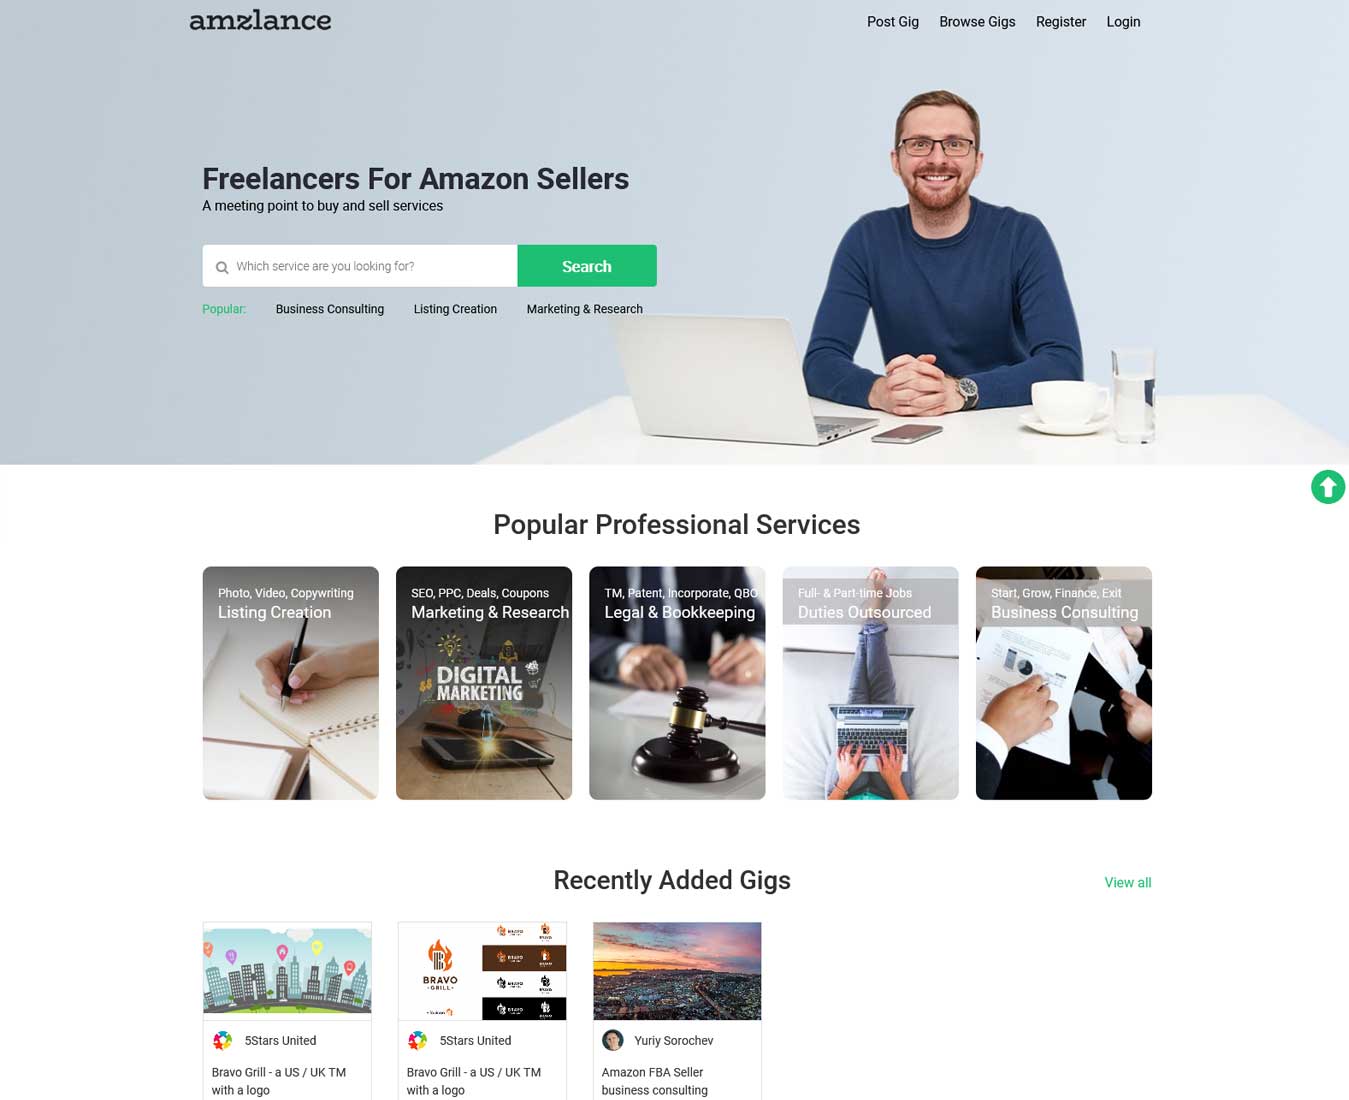 amzlance
Post Gig
Browse Gigs
Register
Login
Freelancers For Amazon Sellers
A meeting point to buy and sell services
Which service are you looking for?
Search
Popular:
Business Consulting
Listing Creation
Marketing & Research
Popular Professional Services
Photo, Video, Copywriting
Listing Creation
SEO, PPC, Deals, Coupons
Marketing & Research
DIGITAL
MARKETING
TM, Patent, Incorporate, QBO
Legal & Bookkeeping
Full- & Part-time Jobs
Duties Outsourced
Start, Grow, Finance, Exit
Business Consulting
Recently Added Gigs
View all
BRAVO
GRILL
5Stars United
Bravo Grill - a US / UK TM
with a logo
5Stars United
Bravo Grill - a US / UK TM
with a logo
Yuriy Sorochev
Amazon FBA Seller
business consulting